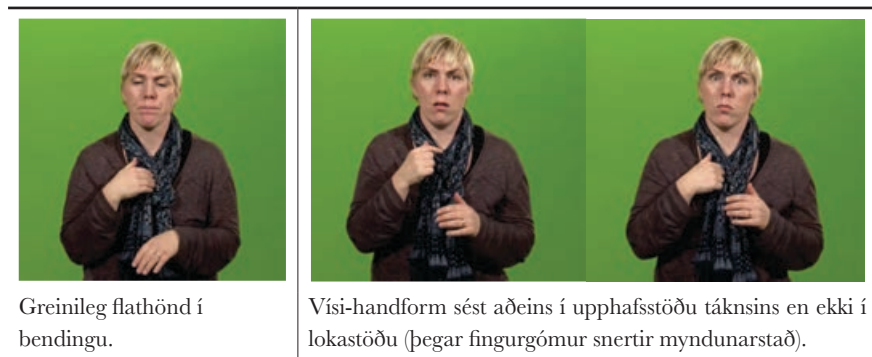 Greinileg flathönd í
bendingu.
Vísi-handform sést aðeins í upphafsstöðu táknsins en ekki í
lokastöðu (þegar fingurgómur snertir myndunarstað).